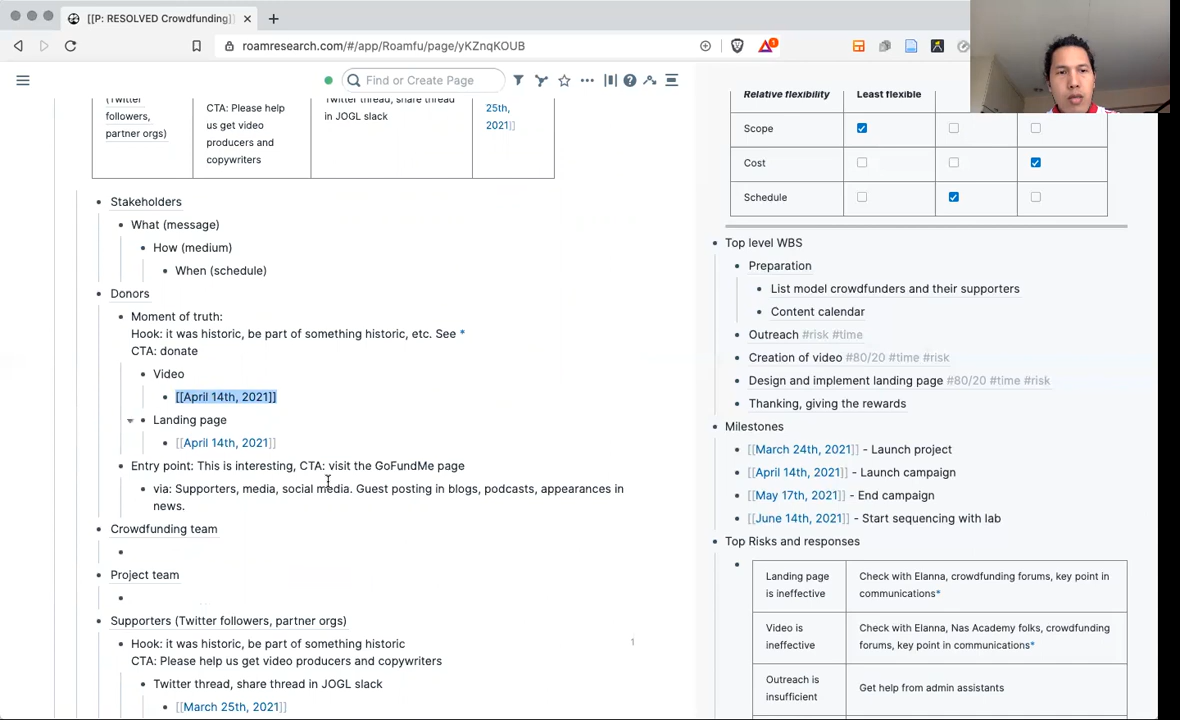 [[P: RESOLVED Crowdfunding]]
roamresearch.com/#/app/Roamfu/page/yKZnqKOUB
1
Find or Create Page
(Twitter
followers,
partner orgs)
CTA: Please help
us get video
producers and
copywriters
Twitter thread, share thread
in JOGL slack
25th,
2021]]
Stakeholders
What (message)
How (medium)
When (schedule)
Donors
Moment of truth:
Hook: it was historic, be part of something historic, etc. See *
CTA: donate
Video
[[April 14th, 2021]]
Landing page
[[April 14th, 2021]]
Entry point: This is interesting, CTA: visit the GoFundMe page
via: Supporters, media, social media. Guest posting in blogs, podcasts, appearances in
news.
Crowdfunding team
Project team
Supporters (Twitter followers, partner orgs)
Hook: it was historic, be part of something historic
1
CTA: Please help us get video producers and copywriters
Twitter thread, share thread in JOGL slack
[[March 25th, 2021]]
Relative flexibility Least flexible
Scope
Cost
Schedule
Top level WBS
Preparation
List model crowdfunders and their supporters
Content calendar
Outreach #risk #time
Creation of video #80/20 #time #risk
Design and implement landing page #80/20 #time #risk
Thanking, giving the rewards
Milestones
[[March 24th, 2021]] - Launch project
[[April 14th, 2021]] - Launch campaign
[[May 17th, 2021]] - End campaign
[[June 14th, 2021]] - Start sequencing with lab
Top Risks and responses
Landing page
is ineffective
Check with Elanna, crowdfunding forums, key point in
communications*
Video is
ineffective
Check with Elanna, Nas Academy folks, crowdfunding
forums, key point in communications*
Outreach is
insufficient
Get help from admin assistants